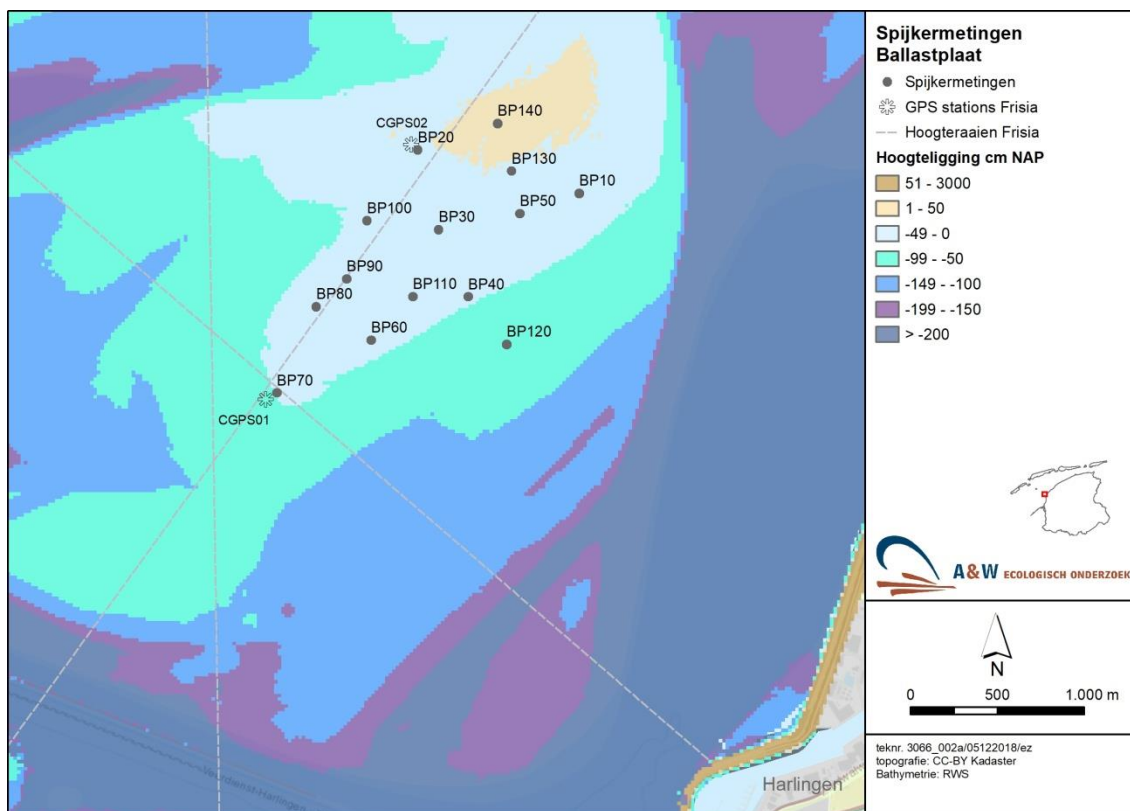 Spijkermetingen
Ballastplaat
Spijkermetingen
GPS stations Frisia
Hoogteraaien Frisia
Hoogteligging cm NAP
51 - 3000
1 - 50
-49 - 0
-99 - -50
-149 - -100
-199 - -150
> -200
BP140
CGPS02
BP20
BP130
BP10
BP50
BP100
BP30
BP90
BP110
BP40
BP80
BP60
BP120
BP70
CGPS01
Harlingen
A&W ECOLOGISCH ONDERZOEK
N
0 500 1.000 m
teknr. 3066_002a/05122018/ez
topografie: CC-BY Kadaster
Bathymetrie: RWS